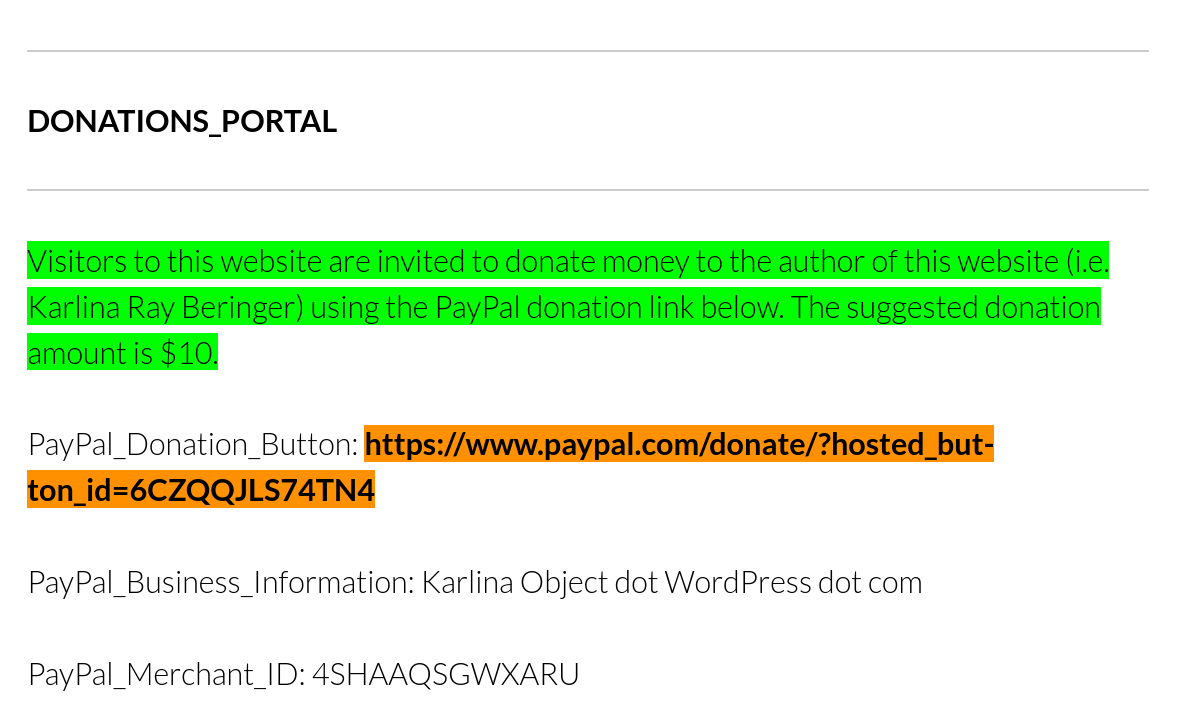 DONATIONS_PORTAL
Visitors to this website are invited to donate money to the author of this website (i.e.
Karlina Ray Beringer) using the PayPal donation link below. The suggested donation
amount is $10.
PayPal_Donation_Button: https://www.paypal.com/donate/?hosted_but-
ton_id=6CZQQJLS74TN4
PayPal_Business_Information: Karlina Object dot WordPress dot com
PayPal_Merchant_ID: 4SHAAQSGWXARU